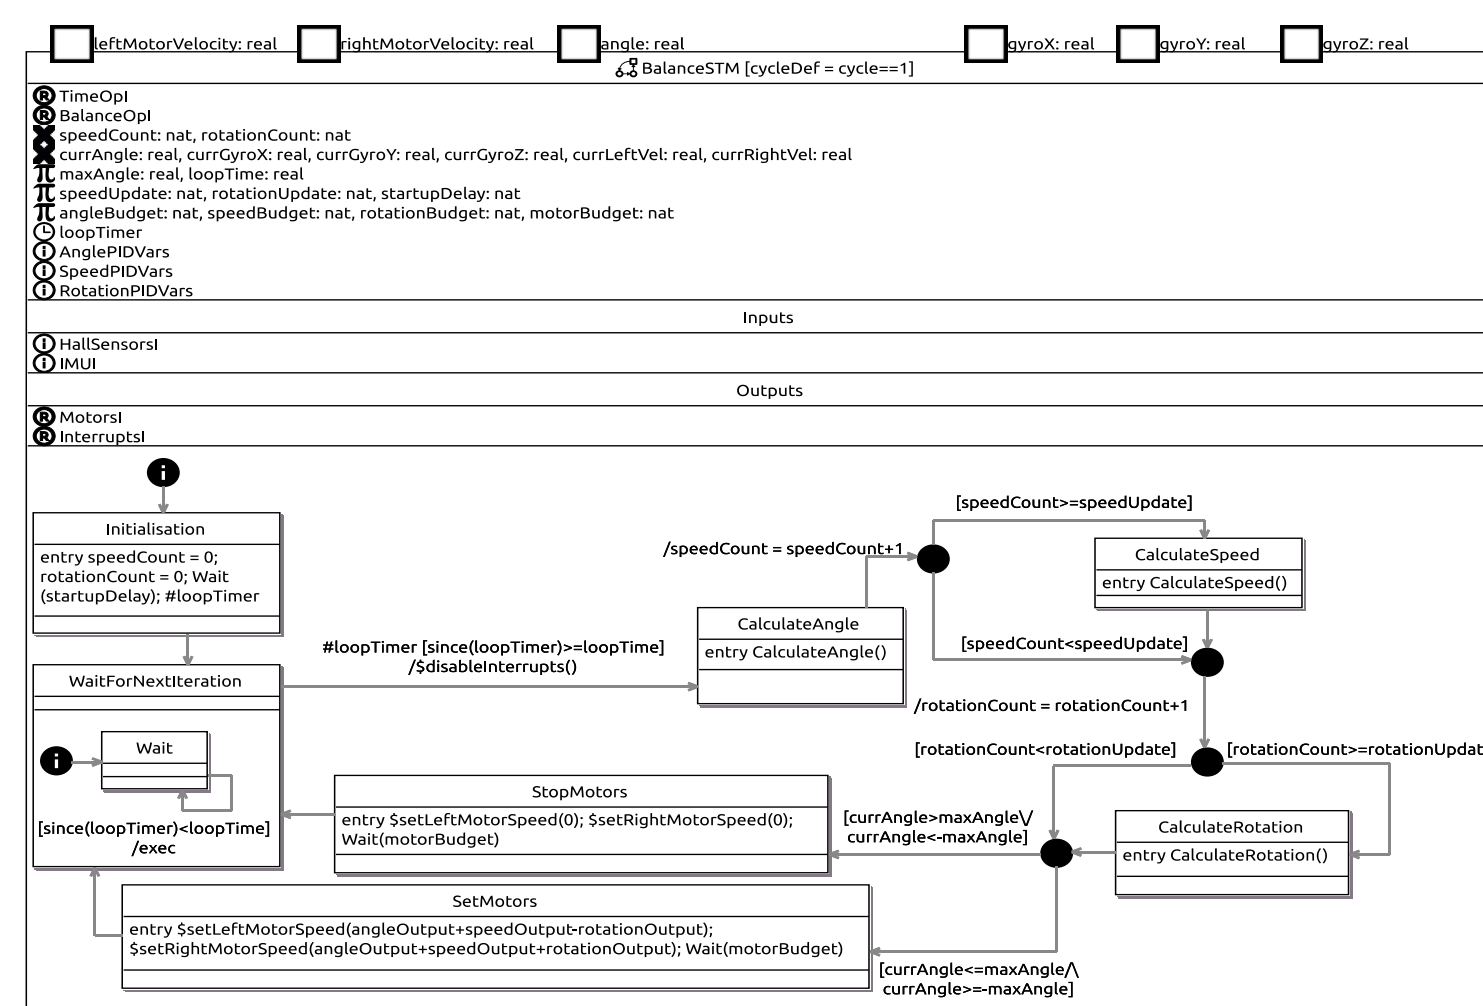 leftMotorVelocity: real
rightMotorVelocity: real
angle: real
gyroX: real
gyroY: real
gyroZ: real
BalanceSTM [cycleDef = cycle==1]
R TimeOpI
R BalanceOpI
speedCount: nat, rotationCount: nat
currAngle: real, currGyroX: real, currGyroY: real, currGyroZ: real, currLeftVel: real, currRightVel: real
π maxAngle: real, loopTime: real
π speedUpdate: nat, rotationUpdate: nat, startupDelay: nat
π angleBudget: nat, speedBudget: nat, rotationBudget: nat, motorBudget: nat
loopTimer
i AnglePIDVars
i SpeedPIDVars
i RotationPIDVars
Inputs
i HallSensorsI
i IMUI
Outputs
R MotorsI
R InterruptsI
i
Initialisation
entry speedCount = 0;
rotationCount = 0; Wait
(startupDelay); #loopTimer
#loopTimer [since(loopTimer)>=loopTime]
/$disableInterrupts()
WaitForNextIteration
i
Wait
[since(loopTimer)<loopTime]
/exec
CalculateAngle
entry CalculateAngle()
/speedCount = speedCount+1
[speedCount>=speedUpdate]
CalculateSpeed
entry CalculateSpeed()
[speedCount<speedUpdate]
/rotationCount = rotationCount+1
[rotationCount<rotationUpdate]
[rotationCount>=rotationUpdat
CalculateRotation
entry CalculateRotation()
[currAngle>maxAngle\/
currAngle<-maxAngle]
StopMotors
entry $setLeftMotorSpeed(0); $setRightMotorSpeed(0);
Wait(motorBudget)
SetMotors
entry $setLeftMotorSpeed(angleOutput+speedOutput-rotationOutput);
$setRightMotorSpeed(angleOutput+speedOutput+rotationOutput); Wait(motorBudget)
[currAngle<=maxAngle/\
currAngle>=-maxAngle]